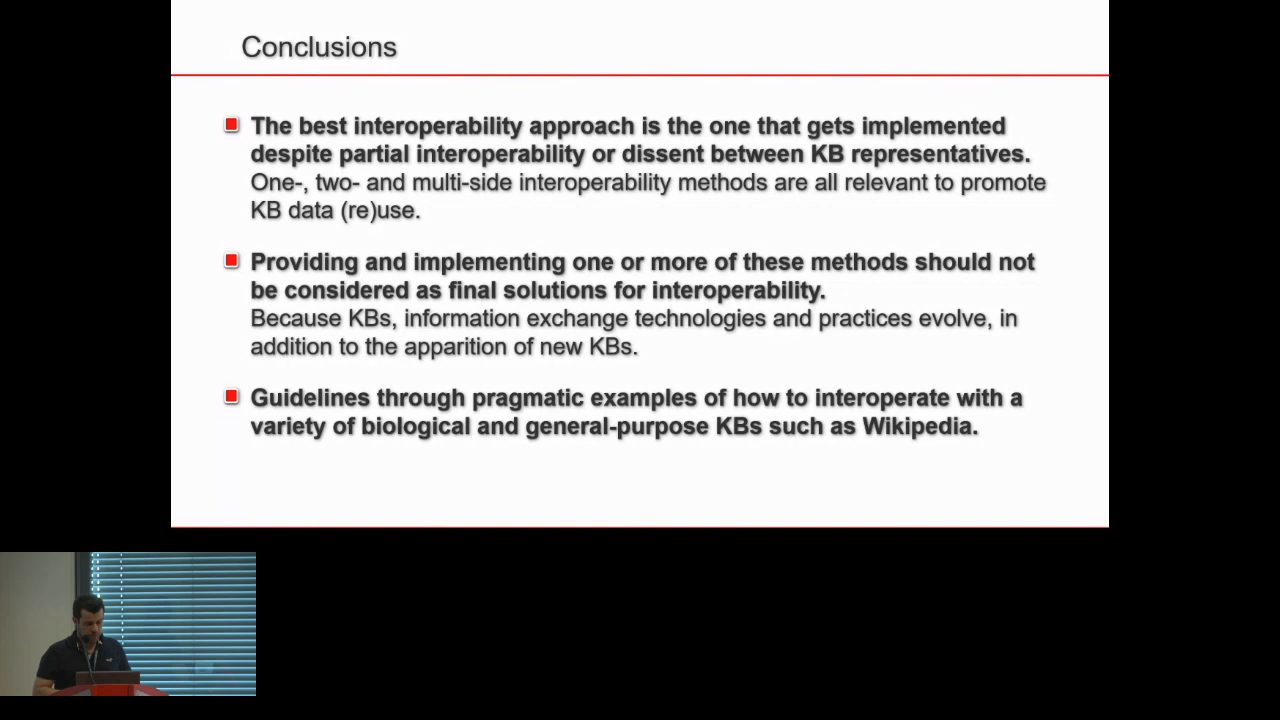 Conclusions
The best interoperability approach is the one that gets implemented
despite partial interoperability or dissent between KB representatives.
One-, two- and multi-side interoperability methods are all relevant to promote
KB data (re)use.
Providing and implementing one or more of these methods should not
be considered as final solutions for interoperability.
Because KBs, information exchange technologies and practices evolve, in
addition to the apparition of new KBs.
Guidelines through pragmatic examples of how to interoperate with a
variety of biological and general-purpose KBs such as Wikipedia.